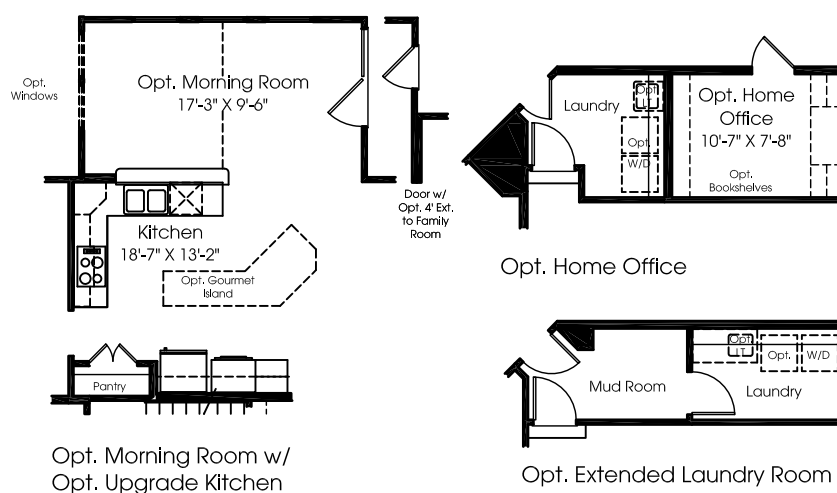 Opt.
Windows
Opt. Morning Room
17'-3" X 9'-6"
Door w/
Opt. 4' Ext.
to Family
Room
Kitchen
18'-7" X 13'-2"
Opt. Gourmet
Island
Pantry
Opt. Morning Room w/
Opt. Upgrade Kitchen
Laundry
Opt.
Opt.
W/D
Opt. Home
Office
10'-7" X 7'-8"
Opt.
Bookshelves
Opt. Home Office
Mud Room
Opt.
LT
Opt.
W/D
Laundry
Opt. Extended Laundry Room